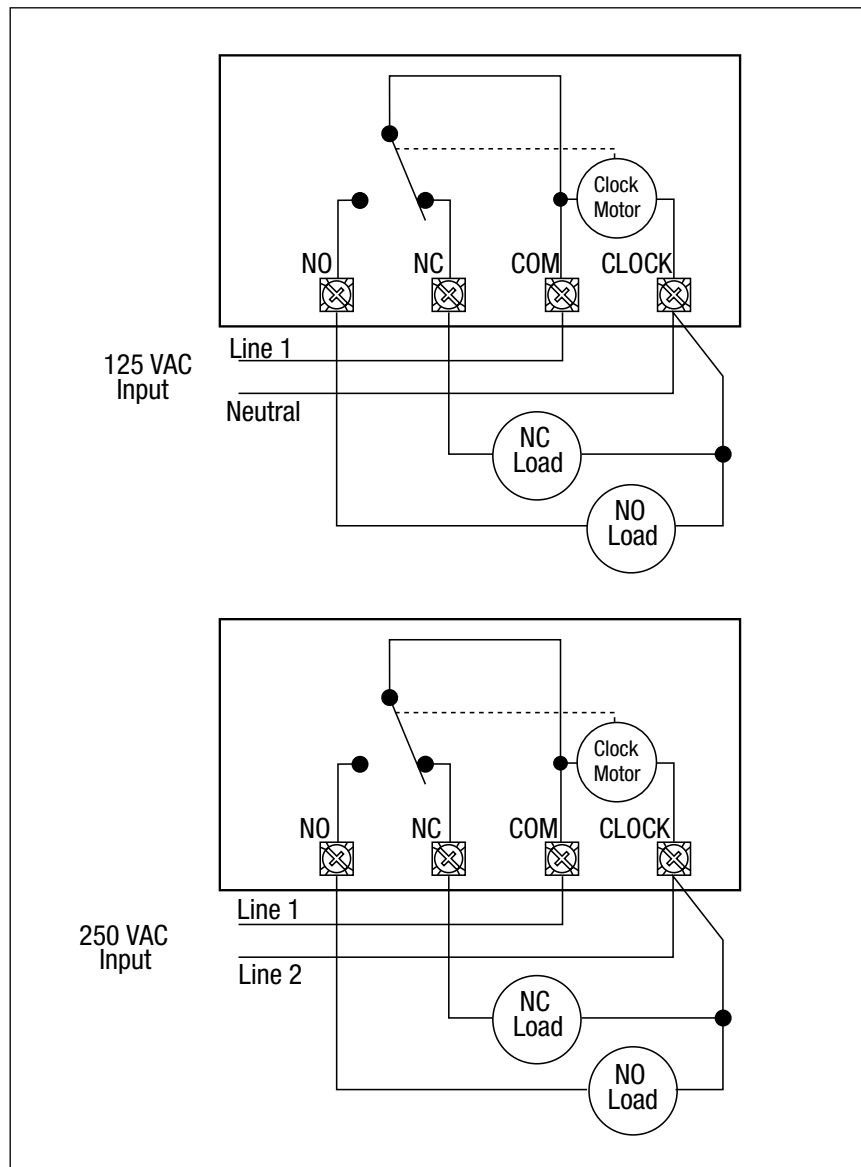 Clock
Motor
NO NC COM CLOCK
Line 1
125 VAC
Input
Neutral
NC
Load
NO
Load
Clock
Motor
NO NC COM CLOCK
Line 1
250 VAC
Input
Line 2
NC
Load
NO
Load